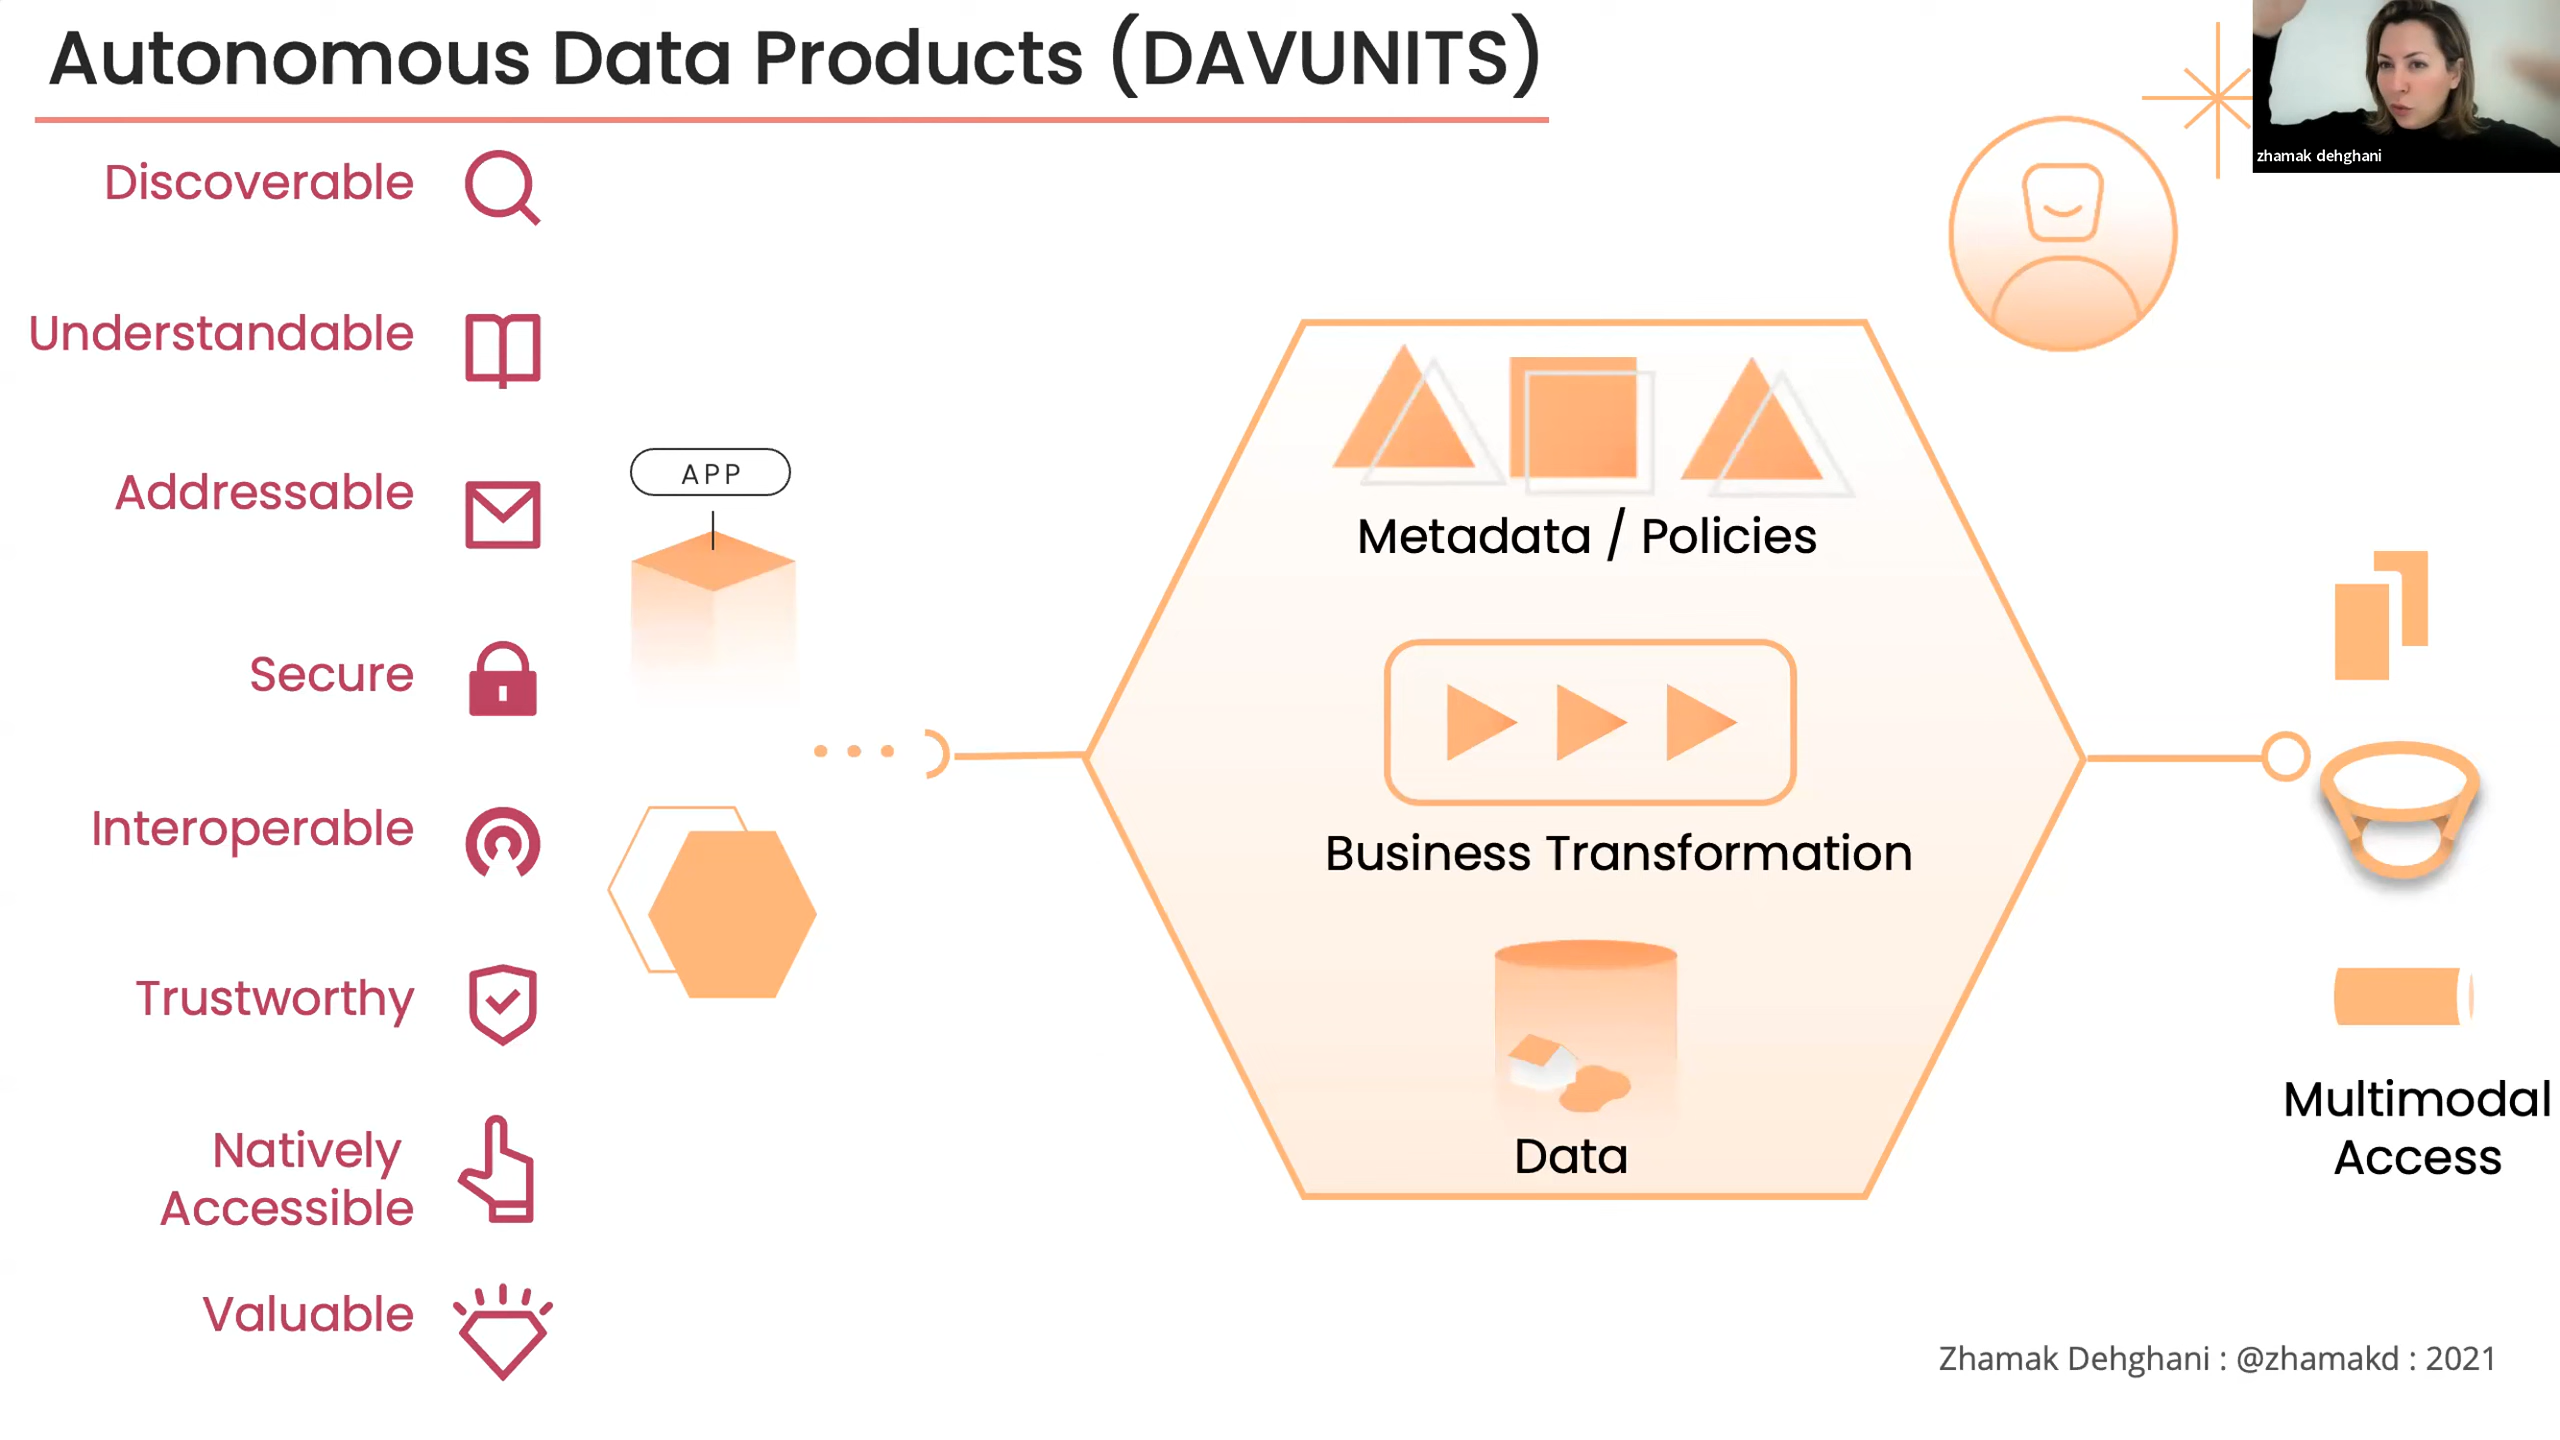 Autonomous Data Products (DAVUNITS)
zhamak dehghani
Discoverable
Understandable
Addressable
Secure
Interoperable
Trustworthy
Natively
Accessible
Valuable
APP
Metadata / Policies
Business Transformation
Data
Multimodal
Access
Zhamak Dehghani : @zhamakd : 2021